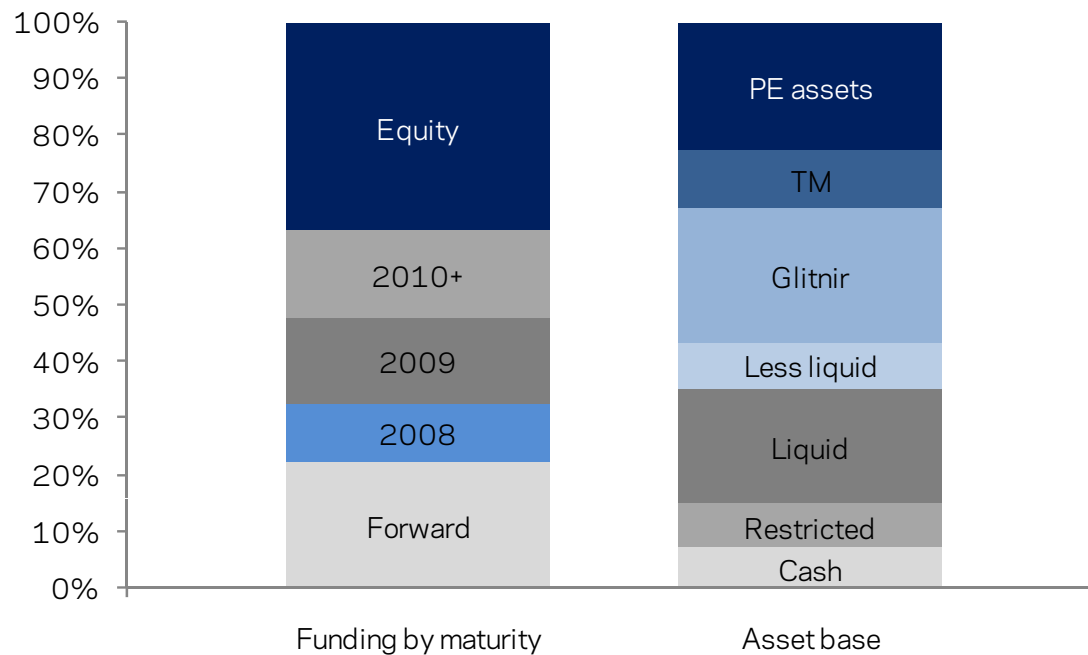 100%
90%
80%
70%
60%
50%
40%
30%
20%
10%
0%
Equity
2010+
2009
2008
Forward
PE assets
TM
Glitnir
Less liquid
Liquid
Restricted
Cash
Funding by maturity
Asset base